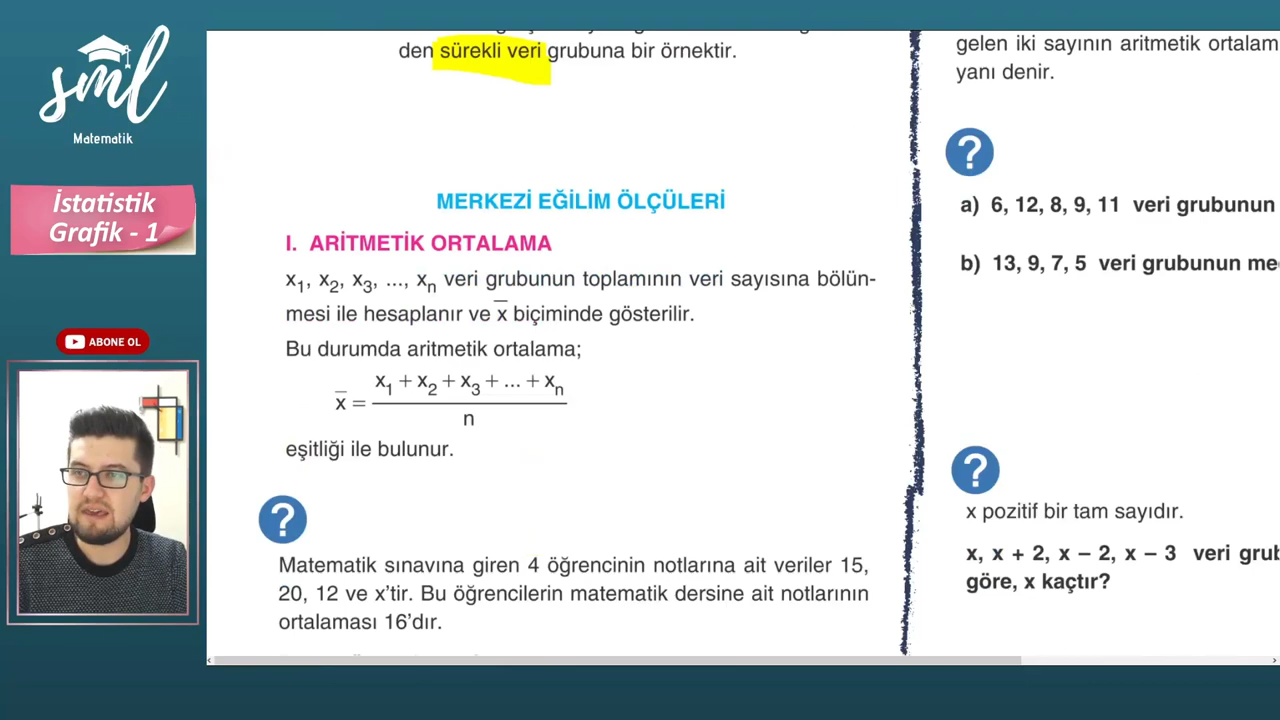 sml
Matematik
İstatistik
Grafik - 1
ABONE OL
den sürekli veri grubuna bir örnektir.
MERKEZİ EĞİLİM ÖLÇÜLERİ
I. ARİTMETİK ORTALAMA
x₁, x₂, x₃, ..., xₙ veri grubunun toplamının veri sayısına bölün-
mesi ile hesaplanır ve x̅ biçiminde gösterilir.
Bu durumda aritmetik ortalama;
x̅ = (x₁ + x₂ + x₃ + ... + xₙ) / n
eşitliği ile bulunur.
?
Matematik sınavına giren 4 öğrencinin notlarına ait veriler 15,
20, 12 ve x'tir. Bu öğrencilerin matematik dersine ait notlarının
ortalaması 16'dır.
gelen iki sayının aritmetik ortalam
yanı denir.
?
a) 6, 12, 8, 9, 11 veri grubunun
b) 13, 9, 7, 5 veri grubunun me
?
x pozitif bir tam sayıdır.
x, x + 2, x – 2, x – 3 veri grub
göre, x kaçtır?